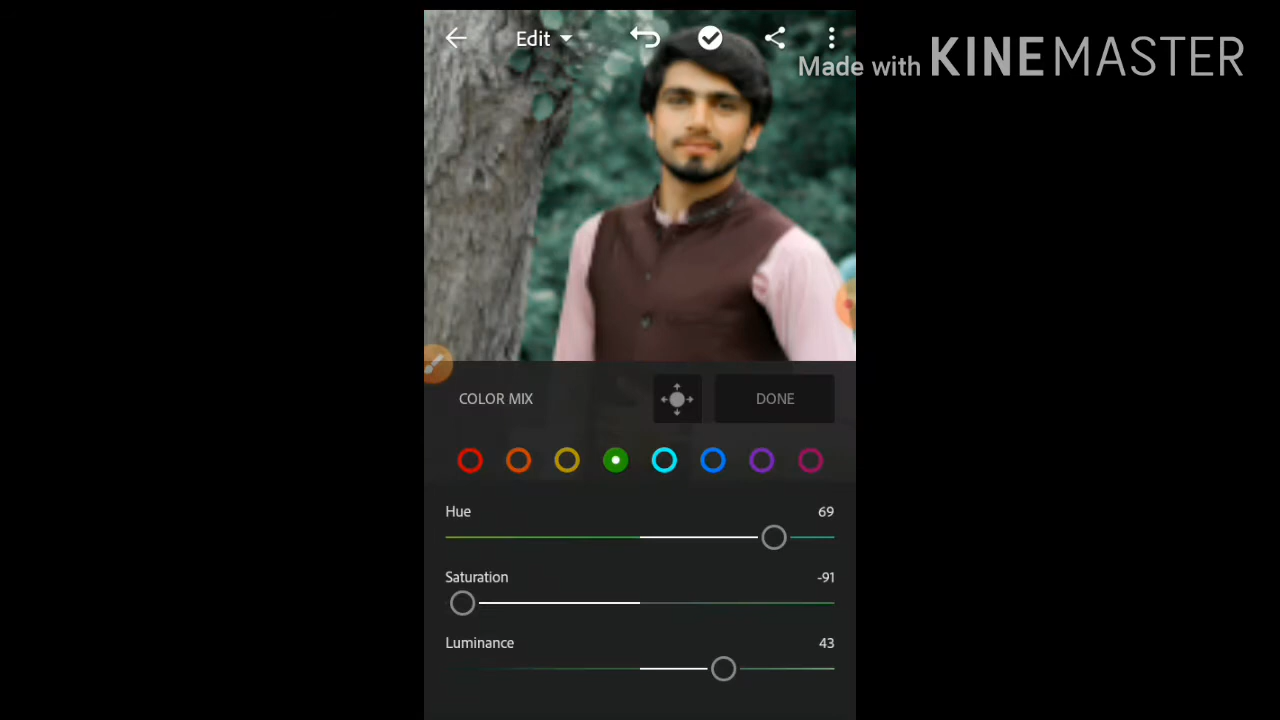 Edit
Made with KINEMASTER
COLOR MIX
DONE
Hue 69
Saturation -91
Luminance 43